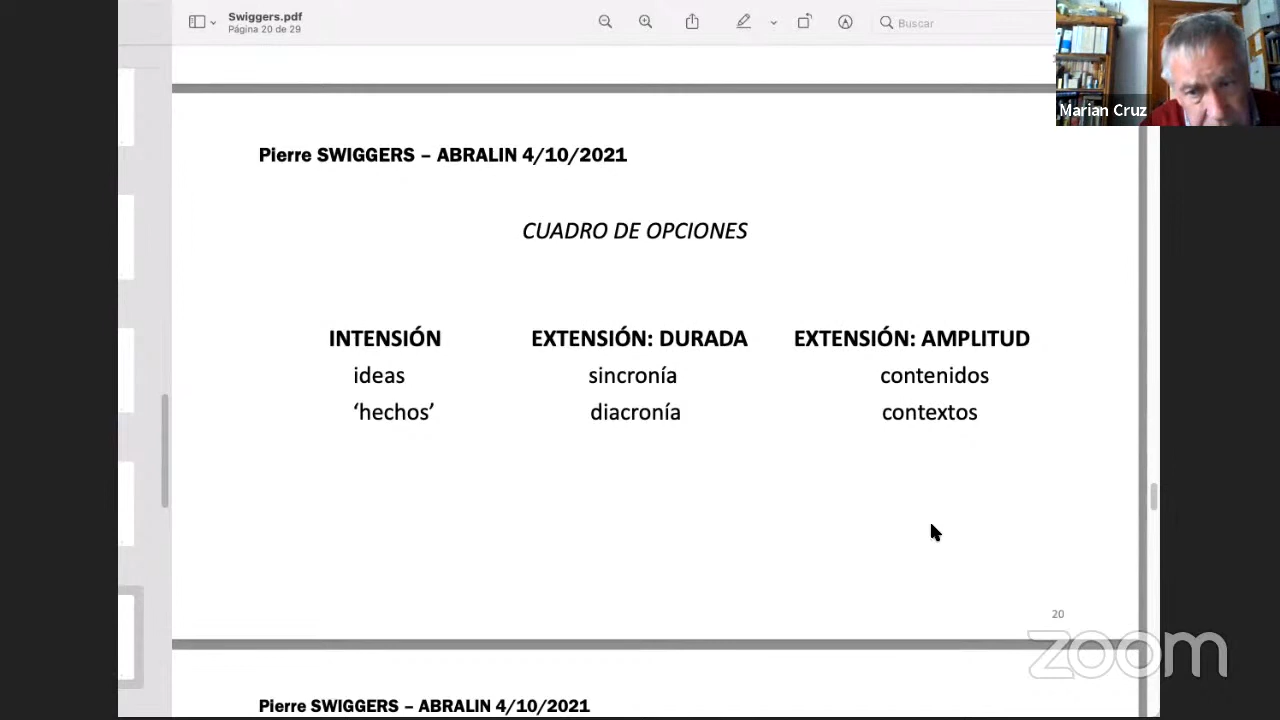 Swiggers.pdf
Página 20 de 29
Buscar
Marian Cruz
Pierre SWIGGERS – ABRALIN 4/10/2021
CUADRO DE OPCIONES
INTENSIÓN EXTENSIÓN: DURADA EXTENSIÓN: AMPLITUD
ideas sincronía contenidos
‘hechos’ diacronía contextos
20
zoom
Pierre SWIGGERS – ABRALIN 4/10/2021